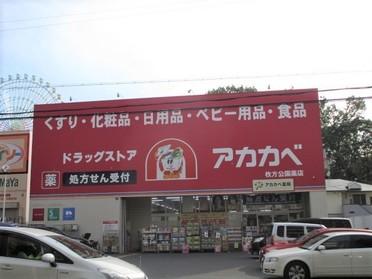 くすり・化粧品・日用品・ベビー用品・食品
ドラッグストア
アカカベ
枚方公園薬店
薬
処方せん受付
アカカベ薬局
MaYa